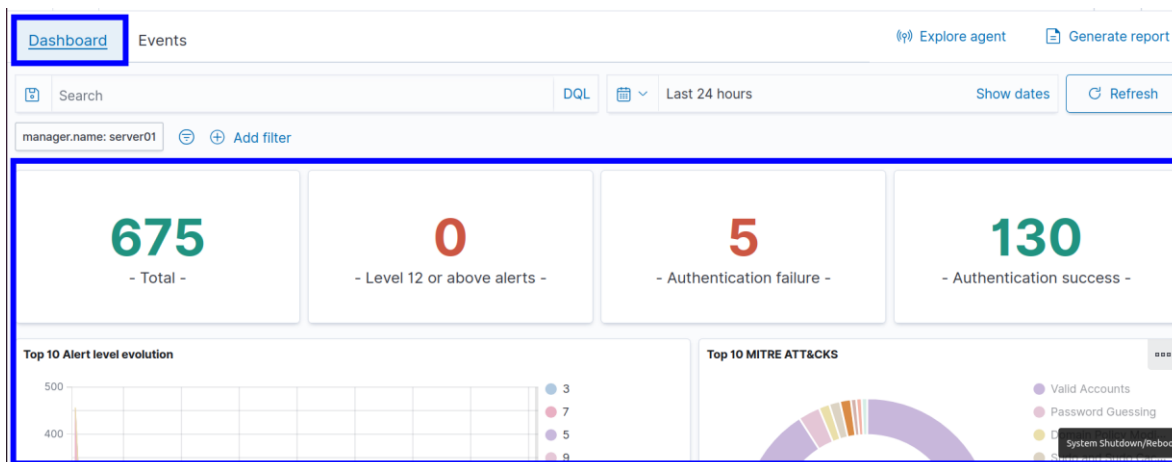 Dashboard
Events
Explore agent
Generate report
Search
DQL
Last 24 hours
Show dates
Refresh
manager.name: server01
Add filter
675
- Total -
0
- Level 12 or above alerts -
5
- Authentication failure -
130
- Authentication success -
Top 10 Alert level evolution
500
400
3
7
5
9
Top 10 MITRE ATT&CKS
Valid Accounts
Password Guessing
System Shutdown/Reboo